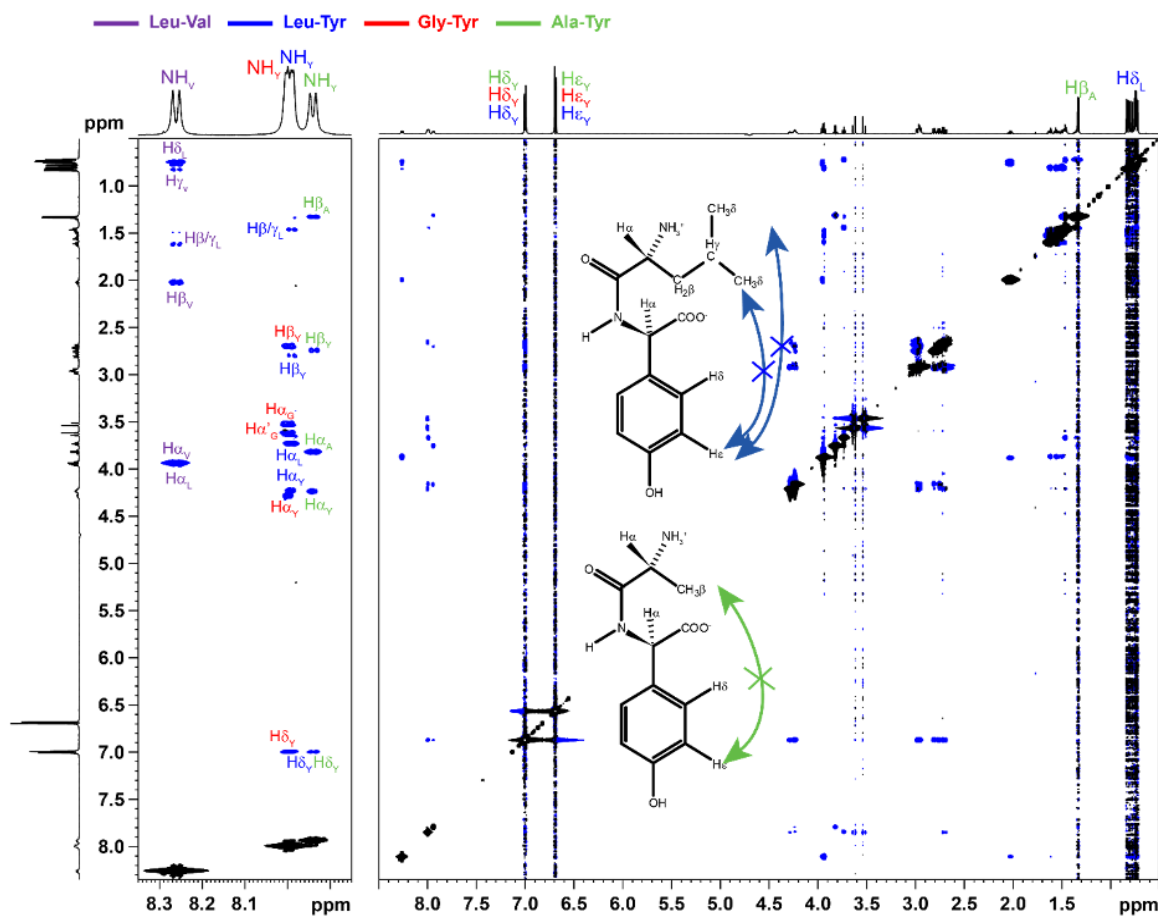 Leu-Val Leu-Tyr Gly-Tyr Ala-Tyr
NHV NHY NHY NHY
HδY HδY HδY
HεY HεY HεY
HβA HδL
ppm
1.0
1.5
2.0
2.5
3.0
3.5
4.0
4.5
5.0
5.5
6.0
6.5
7.0
7.5
8.0
HδL
HγV
HβA
Hβ/γL Hβ/γL
HβV
HβY HβY
HβY
HαG
Hα'G
HαV HαL HαA
HαL HαY
HαY HαY
HδY
HδY HδY
8.3 8.2 8.1 ppm
CH₃δ
Hα NH₃⁺
Hγ
O
H₂β CH₃δ
Hα
N COO⁻
H
Hδ
Hε
OH
Hα NH₃⁺
O
CH₃β
Hα
N COO⁻
H
Hδ
Hε
OH
8.0 7.5 7.0 6.5 6.0 5.5 5.0 4.5 4.0 3.5 3.0 2.5 2.0 1.5 ppm